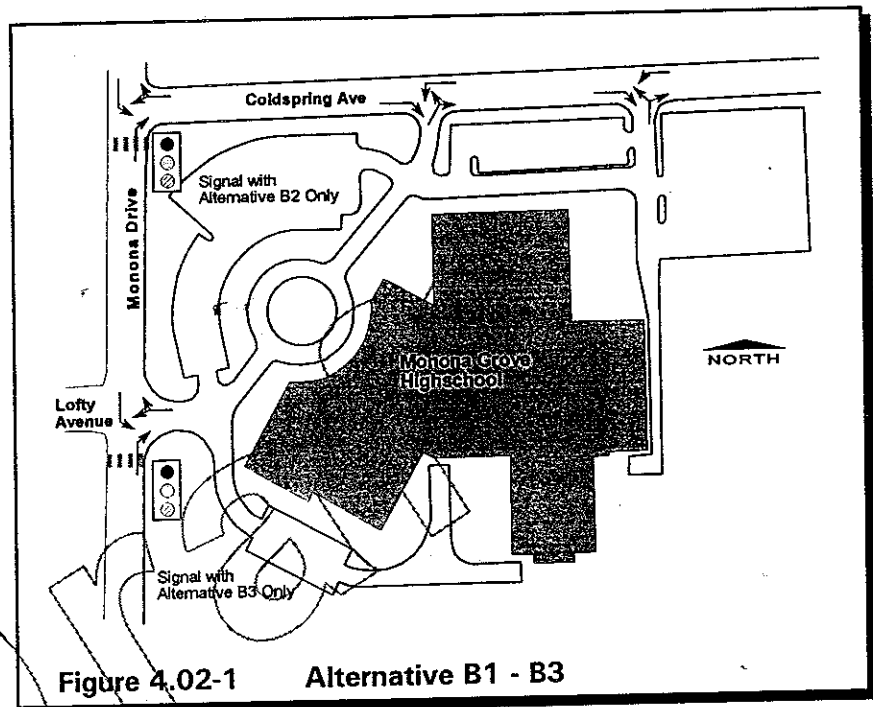 Coldspring Ave
Signal with
Alternative B2 Only
Monona Drive
Monona Grove
Highschool
NORTH
Lofty
Avenue
Signal with
Alternative B3 Only
Figure 4.02-1 Alternative B1 - B3